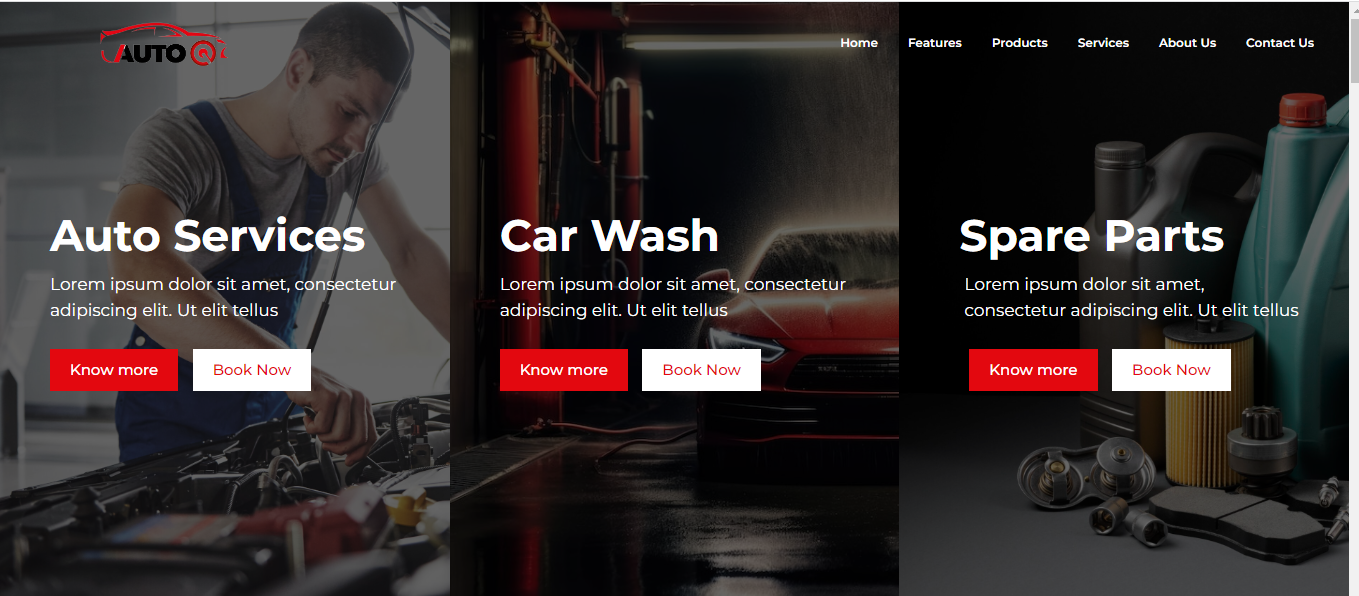 AUTO Q
Home Features Products Services About Us Contact Us
Auto Services
Lorem ipsum dolor sit amet, consectetur
adipiscing elit. Ut elit tellus
Know more Book Now
Car Wash
Lorem ipsum dolor sit amet, consectetur
adipiscing elit. Ut elit tellus
Know more Book Now
Spare Parts
Lorem ipsum dolor sit amet,
consectetur adipiscing elit. Ut elit tellus
Know more Book Now